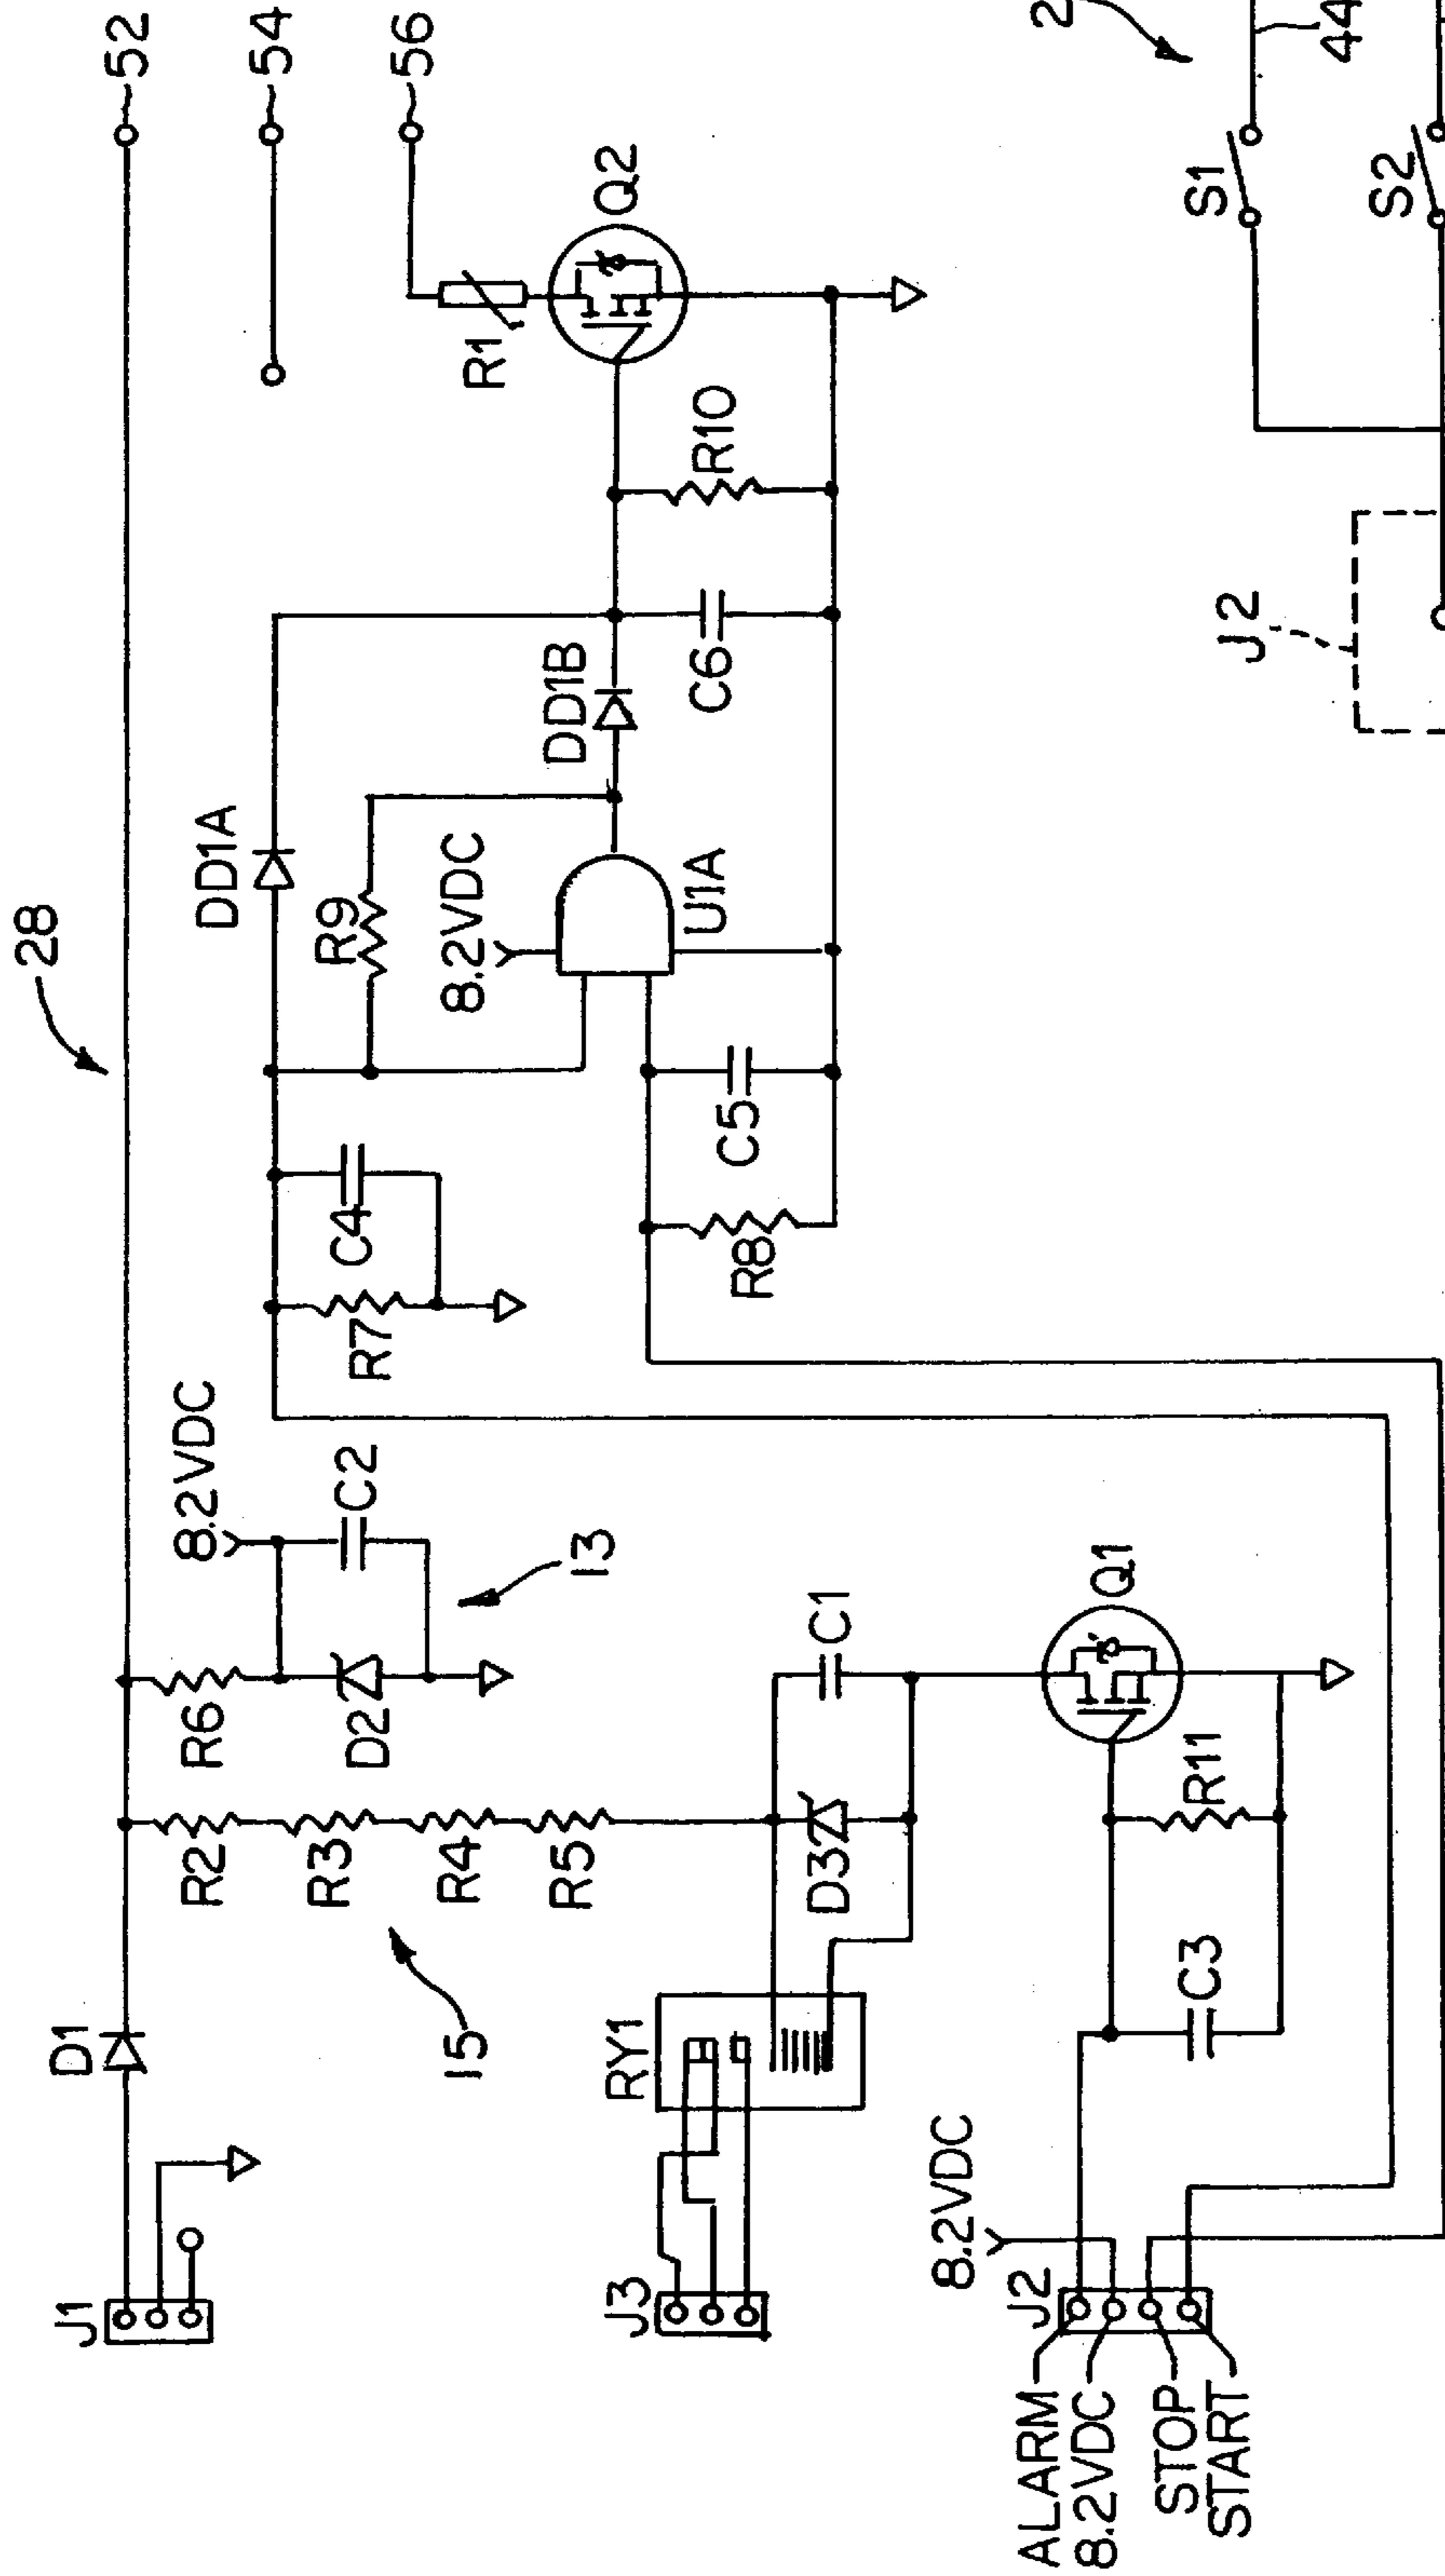 28
52
54
56
J1
D1
R2
R3
R4
R5
15
R6
D2
C2
8.2VDC
13
R7
C4
DD1A
R9
8.2VDC
U1A
DD1B
R8
C5
C6
R10
R1
Q2
J3
RY1
D3
C1
Q1
R11
C3
8.2VDC
J2
ALARM
8.2VDC
STOP
START
J2
S1
S2
2
44